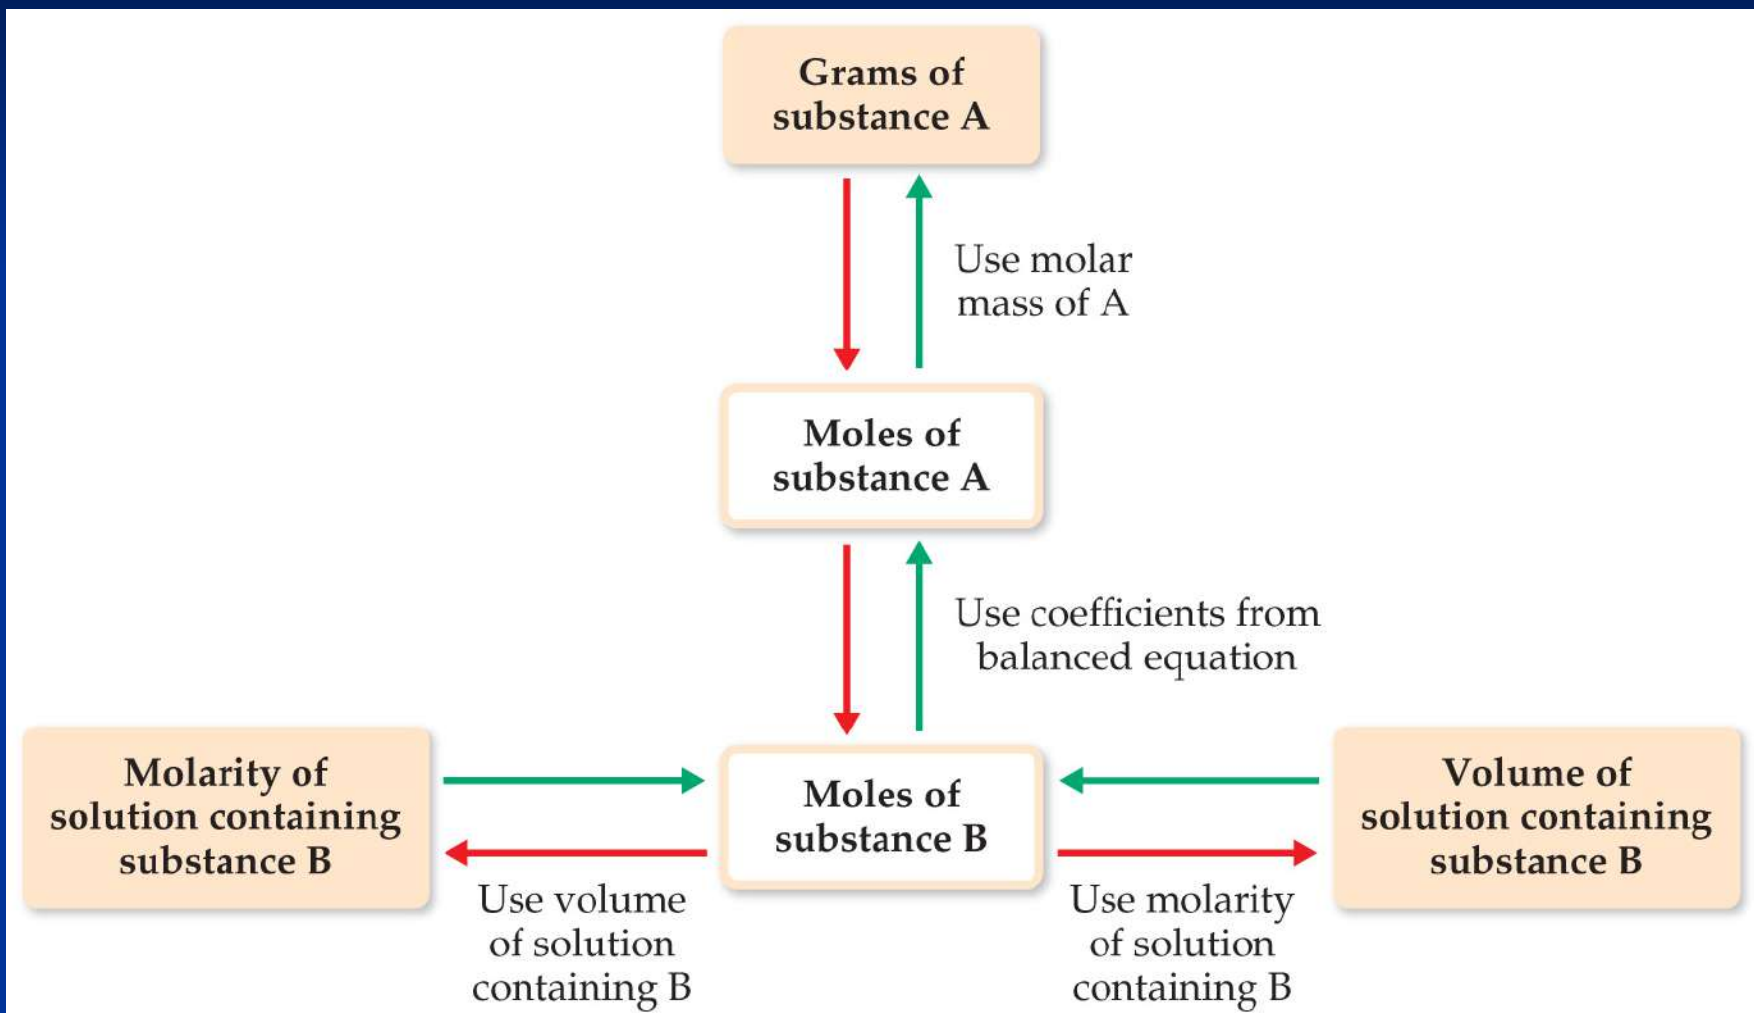 Grams of
substance A
Use molar
mass of A
Moles of
substance A
Use coefficients from
balanced equation
Molarity of
solution containing
substance B
Moles of
substance B
Volume of
solution containing
substance B
Use volume
of solution
containing B
Use molarity
of solution
containing B